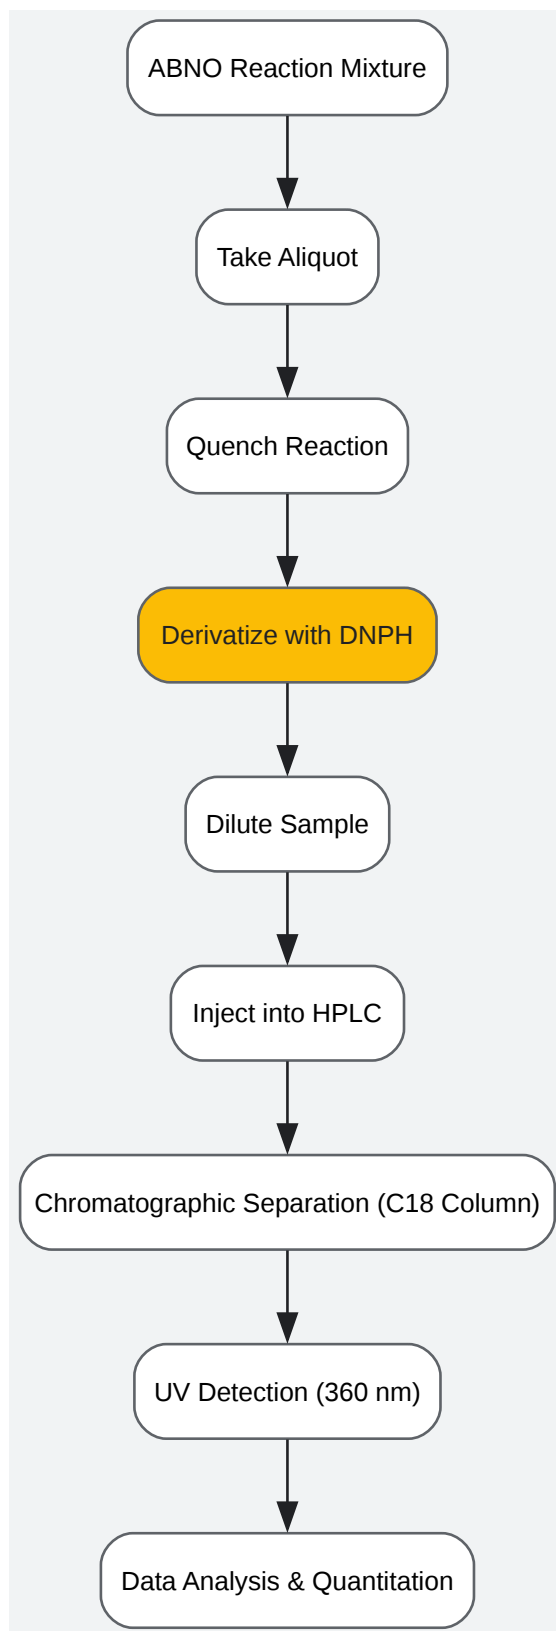 ABNO Reaction Mixture
Take Aliquot
Quench Reaction
Derivatize with DNPH
Dilute Sample
Inject into HPLC
Chromatographic Separation (C18 Column)
UV Detection (360 nm)
Data Analysis & Quantitation